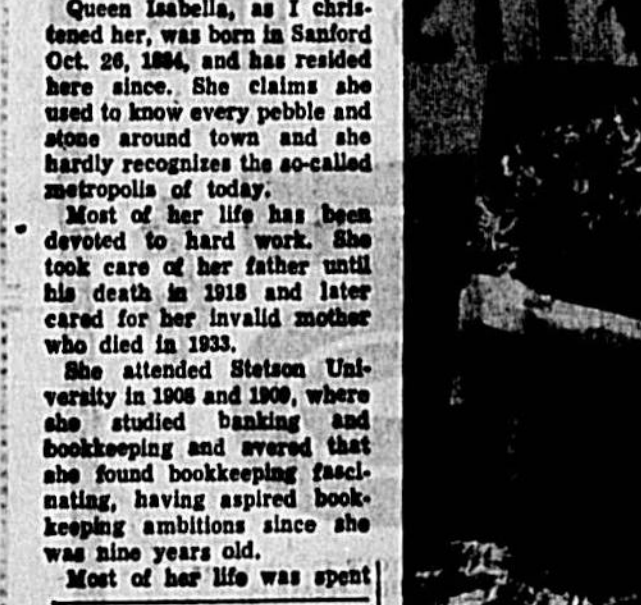 Queen Isabella, as I chris-
tened her, was born in Sanford
Oct. 26, 1884, and has resided
here since. She claims she
used to know every pebble and
stone around town and she
hardly recognizes the so-called
metropolis of today.
Most of her life has been
devoted to hard work. She
took care of her father until
his death in 1918 and later
cared for her invalid mother
who died in 1933.
She attended Stetson Uni-
versity in 1908 and 1909, where
she studied banking and
bookkeeping and avered that
she found bookkeeping fasci-
nating, having aspired book-
keeping ambitions since she
was nine years old.
Most of her life was spent